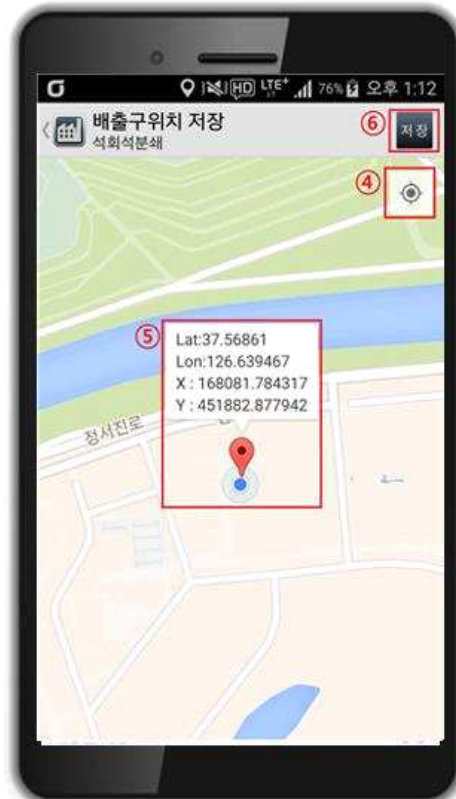 HD LTE+ 76% 오후 1:12
배출구위치 저장
석회석분쇄
⑥ 저장
④
⑤
Lat:37.56861
Lon:126.639467
X : 168081.784317
Y : 451882.877942
정서진로